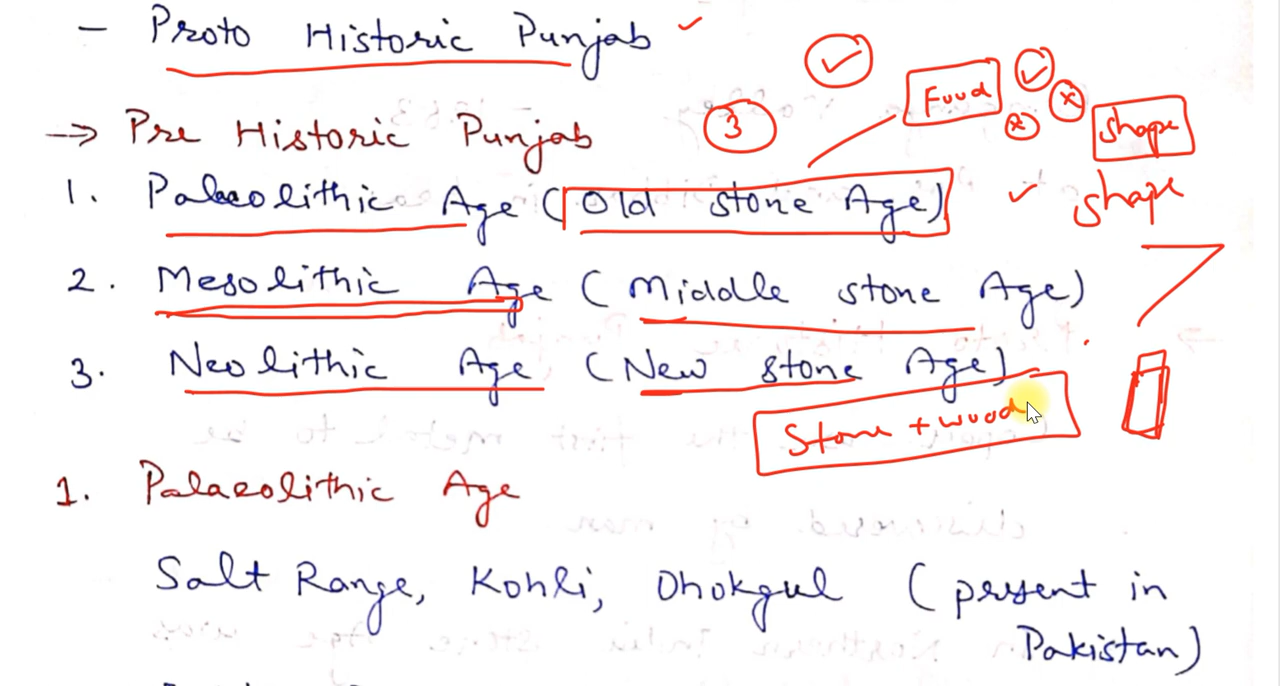 - Proto Historic Punjab ✓
Food
shape
→ Pre Historic Punjab
3
1. Palaeolithic Age (Old stone Age) ✓ shape
2. Mesolithic Age (Middle stone Age)
3. Neolithic Age (New stone Age)
Stone + wood
1. Palaeolithic Age
Salt Range, Kohli, Dhokgul (present in
Pakistan)